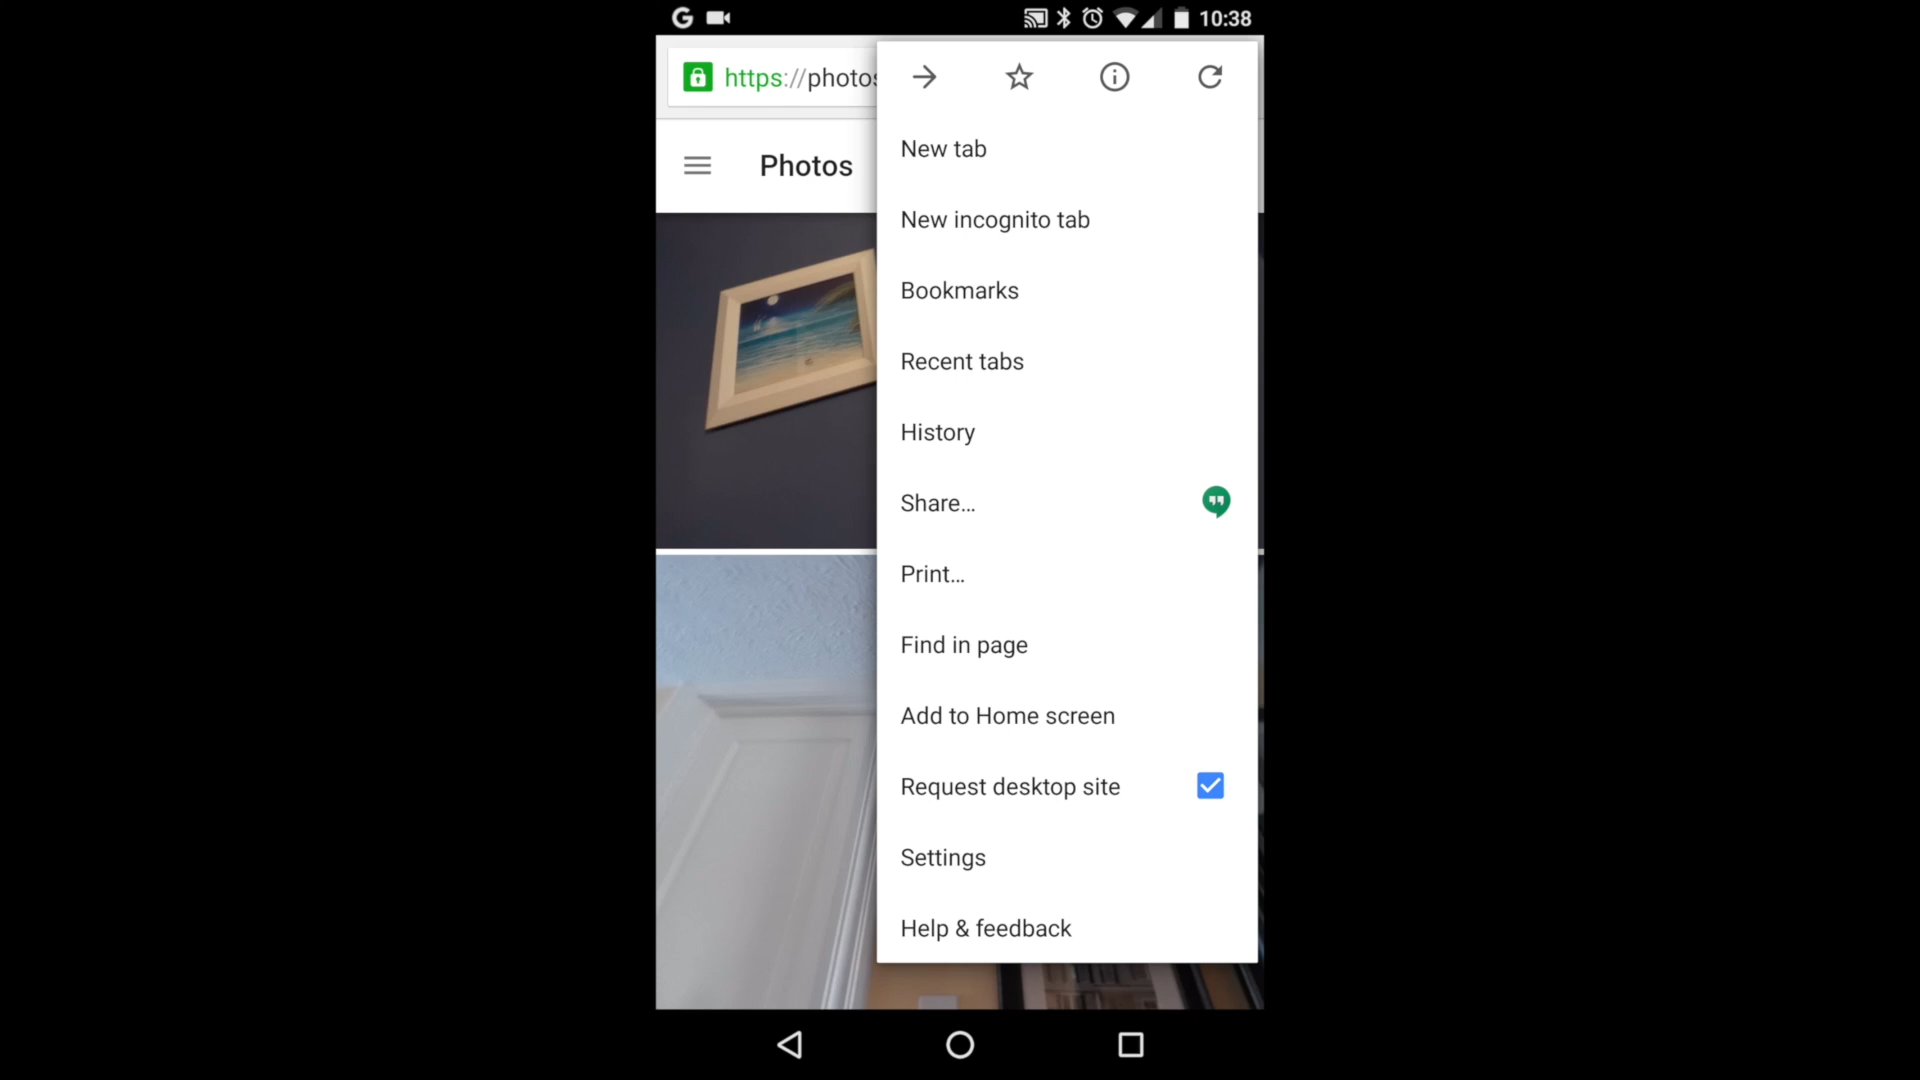 10:38
https://photos
Photos
New tab
New incognito tab
Bookmarks
Recent tabs
History
Share...
Print...
Find in page
Add to Home screen
Request desktop site
Settings
Help & feedback